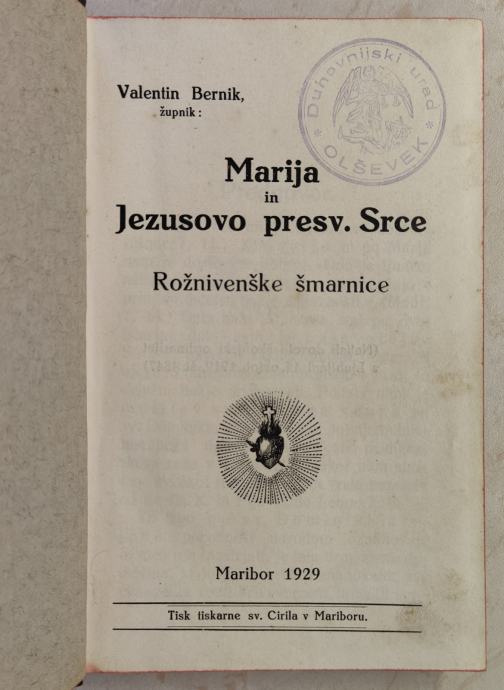 Valentin Bernik,
župnik:
* Duhovnijski urad *
OLŠEVEK
Marija
in
Jezusovo presv. Srce
Rožnivenške šmarnice
Maribor 1929
Tisk tiskarne sv. Cirila v Mariboru.